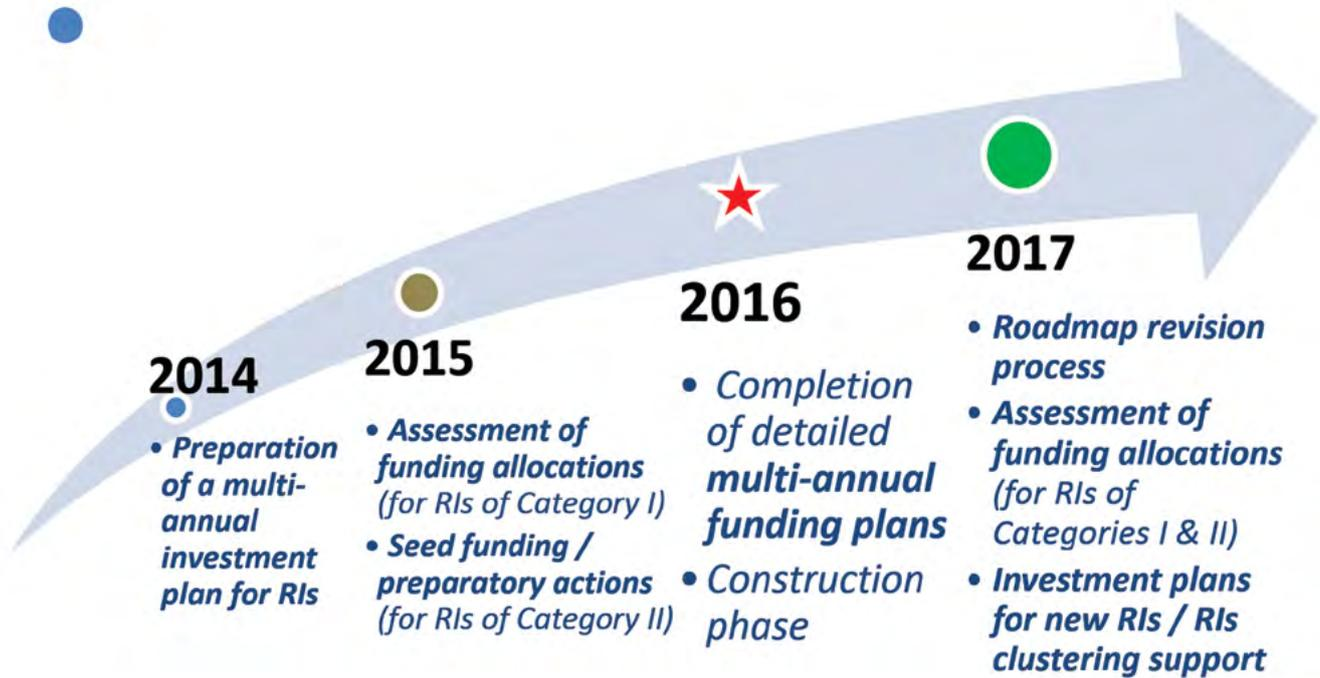 2014
• Preparation
of a multi-
annual
investment
plan for RIs
2015
• Assessment of
funding allocations
(for RIs of Category I)
• Seed funding /
preparatory actions
(for RIs of Category II)
2016
• Completion
of detailed
multi-annual
funding plans
• Construction
phase
2017
• Roadmap revision
process
• Assessment of
funding allocations
(for RIs of
Categories I & II)
• Investment plans
for new RIs / RIs
clustering support